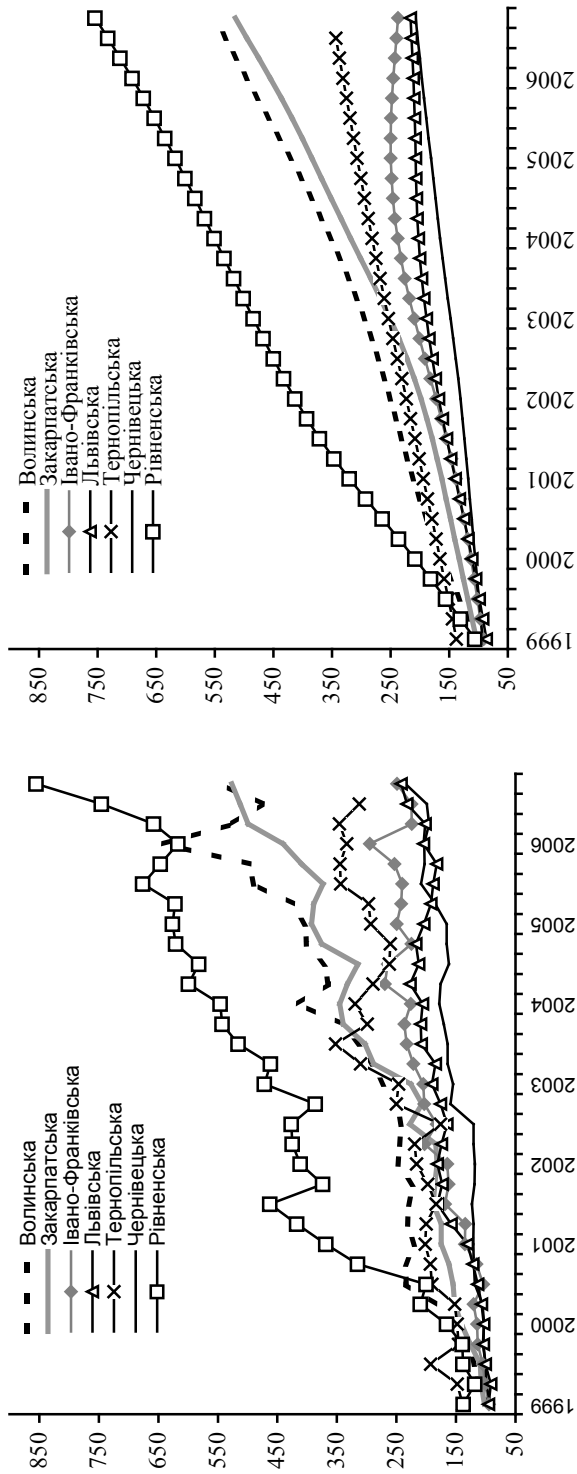 850
750
650
550
450
350
250
150
50
Волинська
Закарпатська
Івано-Франківська
Львівська
Тернопільська
Чернівецька
Рівненська
1999
2000
2001
2002
2003
2004
2005
2006
850
750
650
550
450
350
250
150
50
Волинська
Закарпатська
Івано-Франківська
Львівська
Тернопільська
Чернівецька
Рівненська
1999
2000
2001
2002
2003
2004
2005
2006